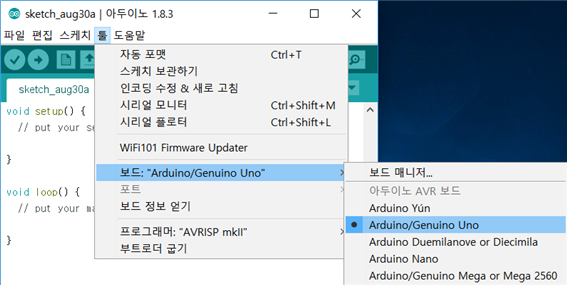 sketch_aug30a | 아두이노 1.8.3
파일 편집 스케치 툴 도움말
sketch_aug30a
void setup() {
// put your se
}
void loop() {
// put your ma
}
자동 포맷 Ctrl+T
스케치 보관하기
인코딩 수정 & 새로 고침
시리얼 모니터 Ctrl+Shift+M
시리얼 플로터 Ctrl+Shift+L
WiFi101 Firmware Updater
보드: "Arduino/Genuino Uno"
포트
보드 정보 얻기
프로그래머: "AVRISP mkII"
부트로더 굽기
보드 매니저...
아두이노 AVR 보드
Arduino Yún
Arduino/Genuino Uno
Arduino Duemilanove or Diecimila
Arduino Nano
Arduino/Genuino Mega or Mega 2560